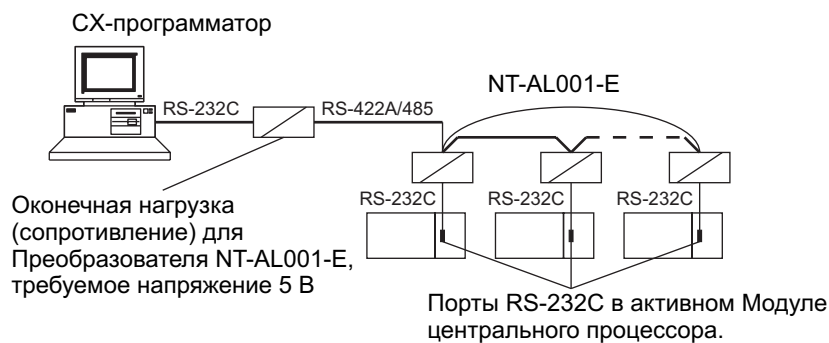 СХ-программатор
NT-AL001-E
RS-232C
RS-422A/485
RS-232C
RS-232C
RS-232C
Оконечная нагрузка
(сопротивление) для
Преобразователя NT-AL001-E,
требуемое напряжение 5 В
Порты RS-232C в активном Модуле
центрального процессора.